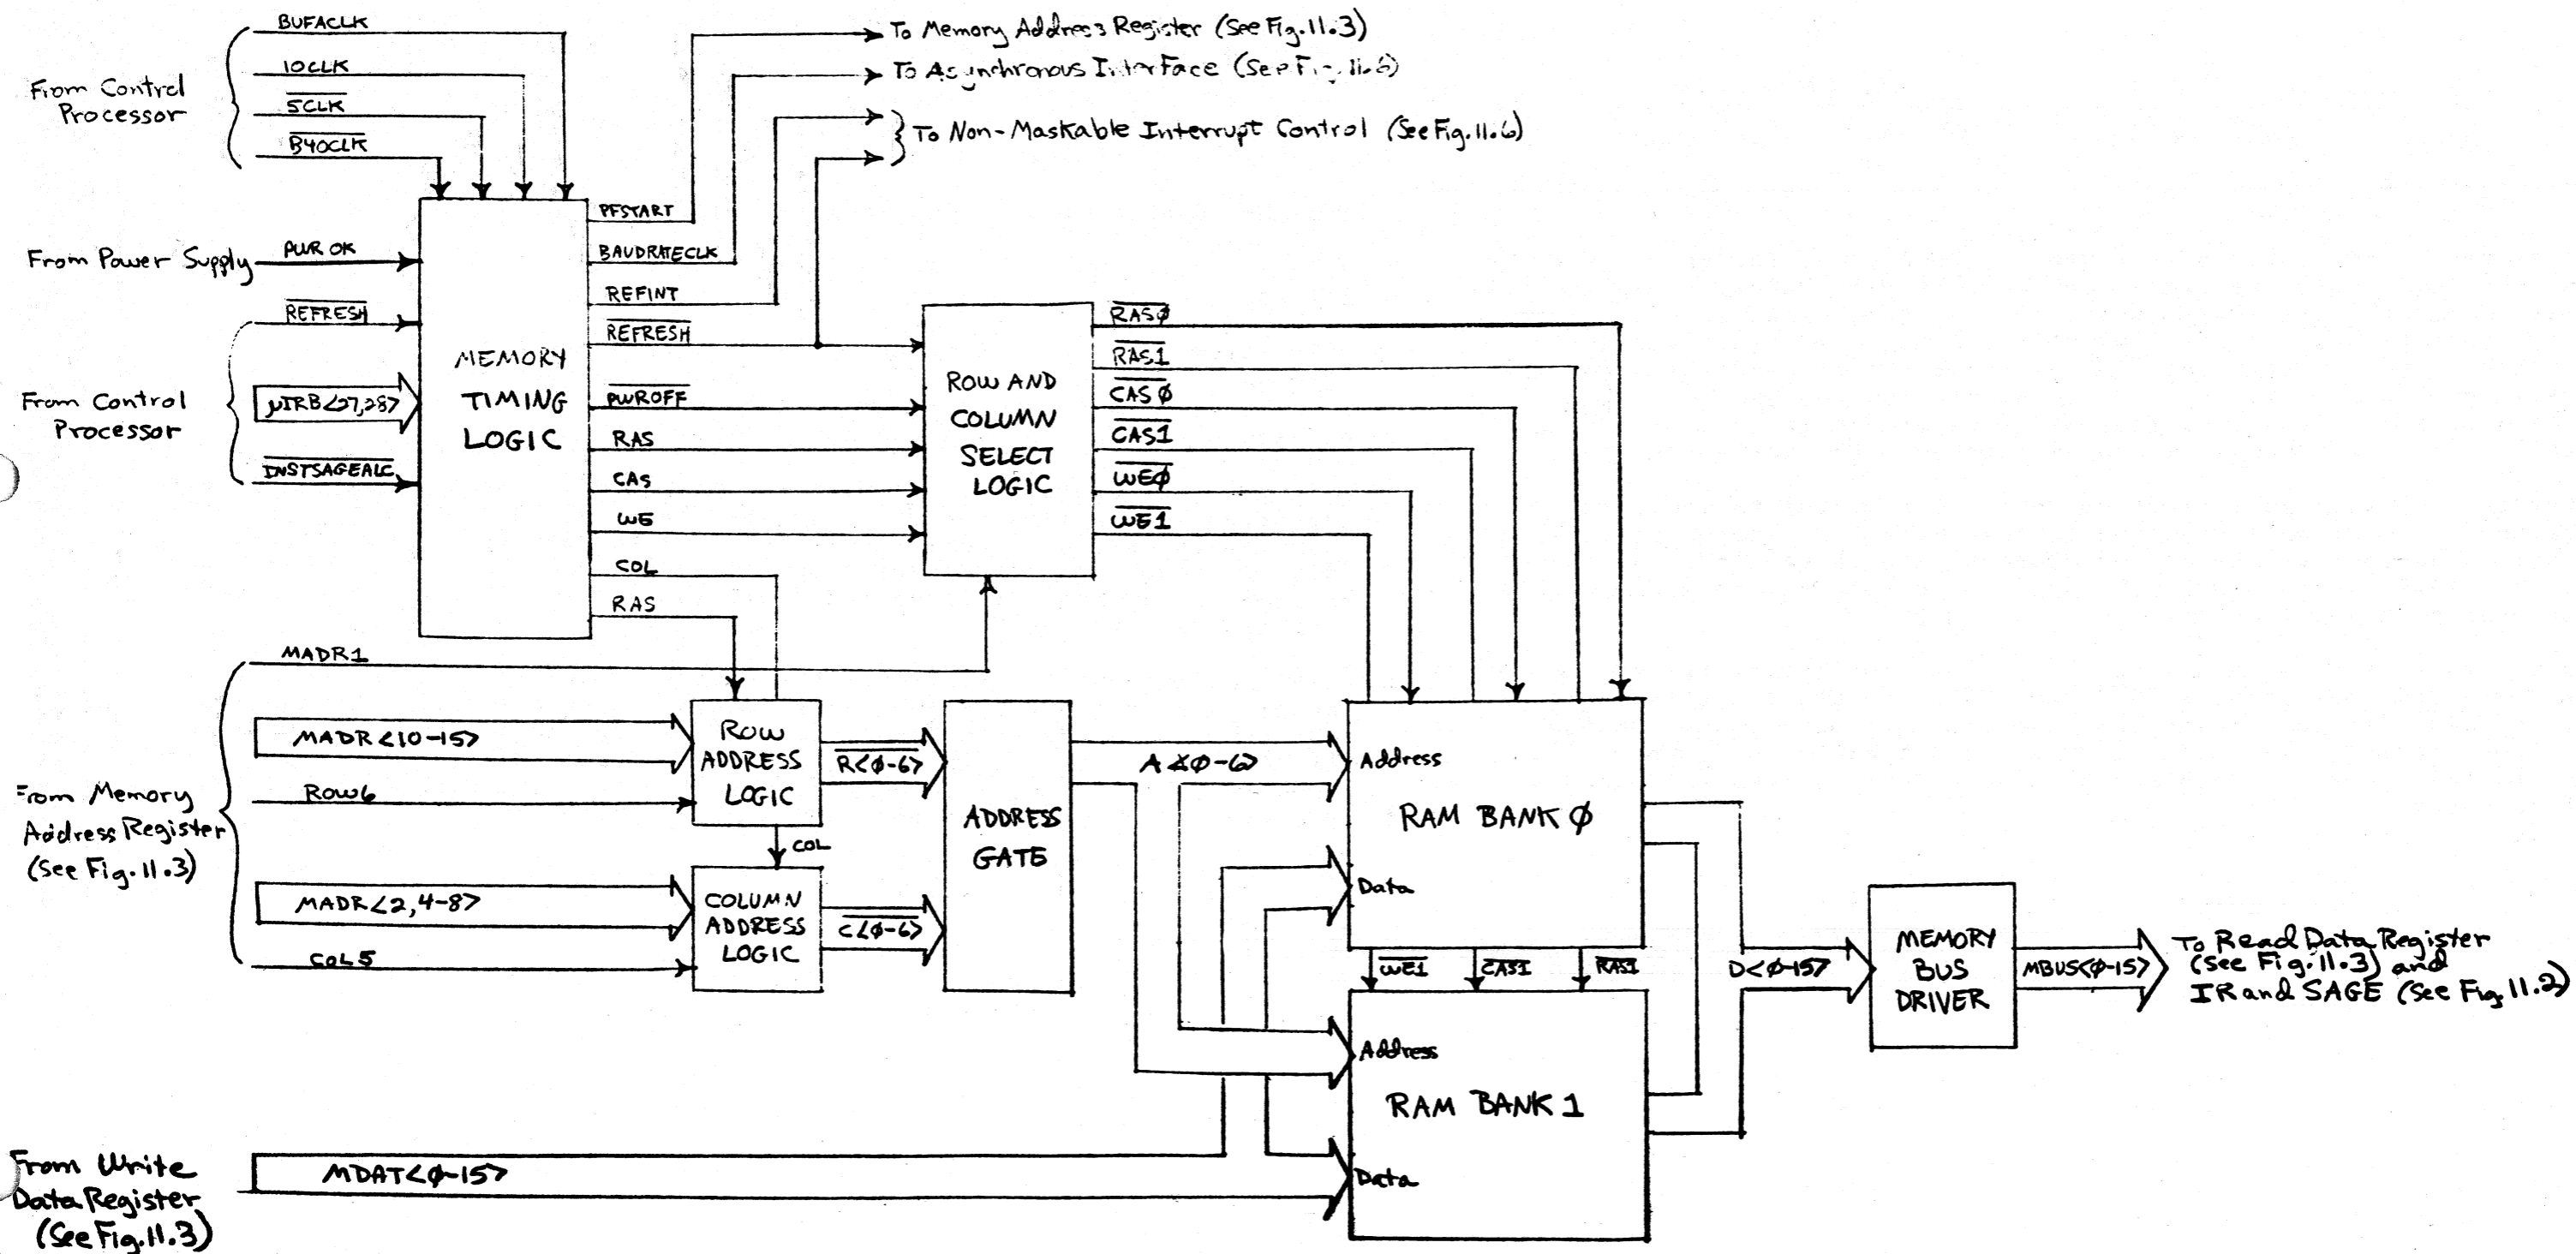 BUFACLK
To Memory Address Register (See Fig. 11.3)
10CLK
To Asynchronous Interface (See Fig. 11.6)
From Control
Processor
5CLK
B40CLK
To Non-Maskable Interrupt Control (See Fig. 11.6)
PFSTART
From Power Supply
PWR OK
BAUDRATECLK
REFINT
REFRESH
REFRESH
MEMORY
TIMING
LOGIC
From Control
Processor
μIRB<27,28>
PWROFF
RAS
INSTSAGEALC
CAS
WE
COL
RAS
ROW AND
COLUMN
SELECT
LOGIC
RASφ
RAS1
CASφ
CAS1
WEφ
WE1
MADR1
MADR<10-15>
ROW
ADDRESS
LOGIC
R<φ-6>
ROW6
From Memory
Address Register
(See Fig. 11.3)
COL
MADR<2,4-8>
COLUMN
ADDRESS
LOGIC
C<φ-6>
COL5
ADDRESS
GATE
A<φ-6>
Address
RAM BANK φ
Data
WE1
CAS1
RAS1
Address
RAM BANK 1
Data
D<φ-15>
MEMORY
BUS
DRIVER
MBUS<φ-15>
To Read Data Register
(See Fig. 11.3) and
IR and SAGE (See Fig. 11.2)
From Write
Data Register
(See Fig. 11.3)
MDAT<φ-15>